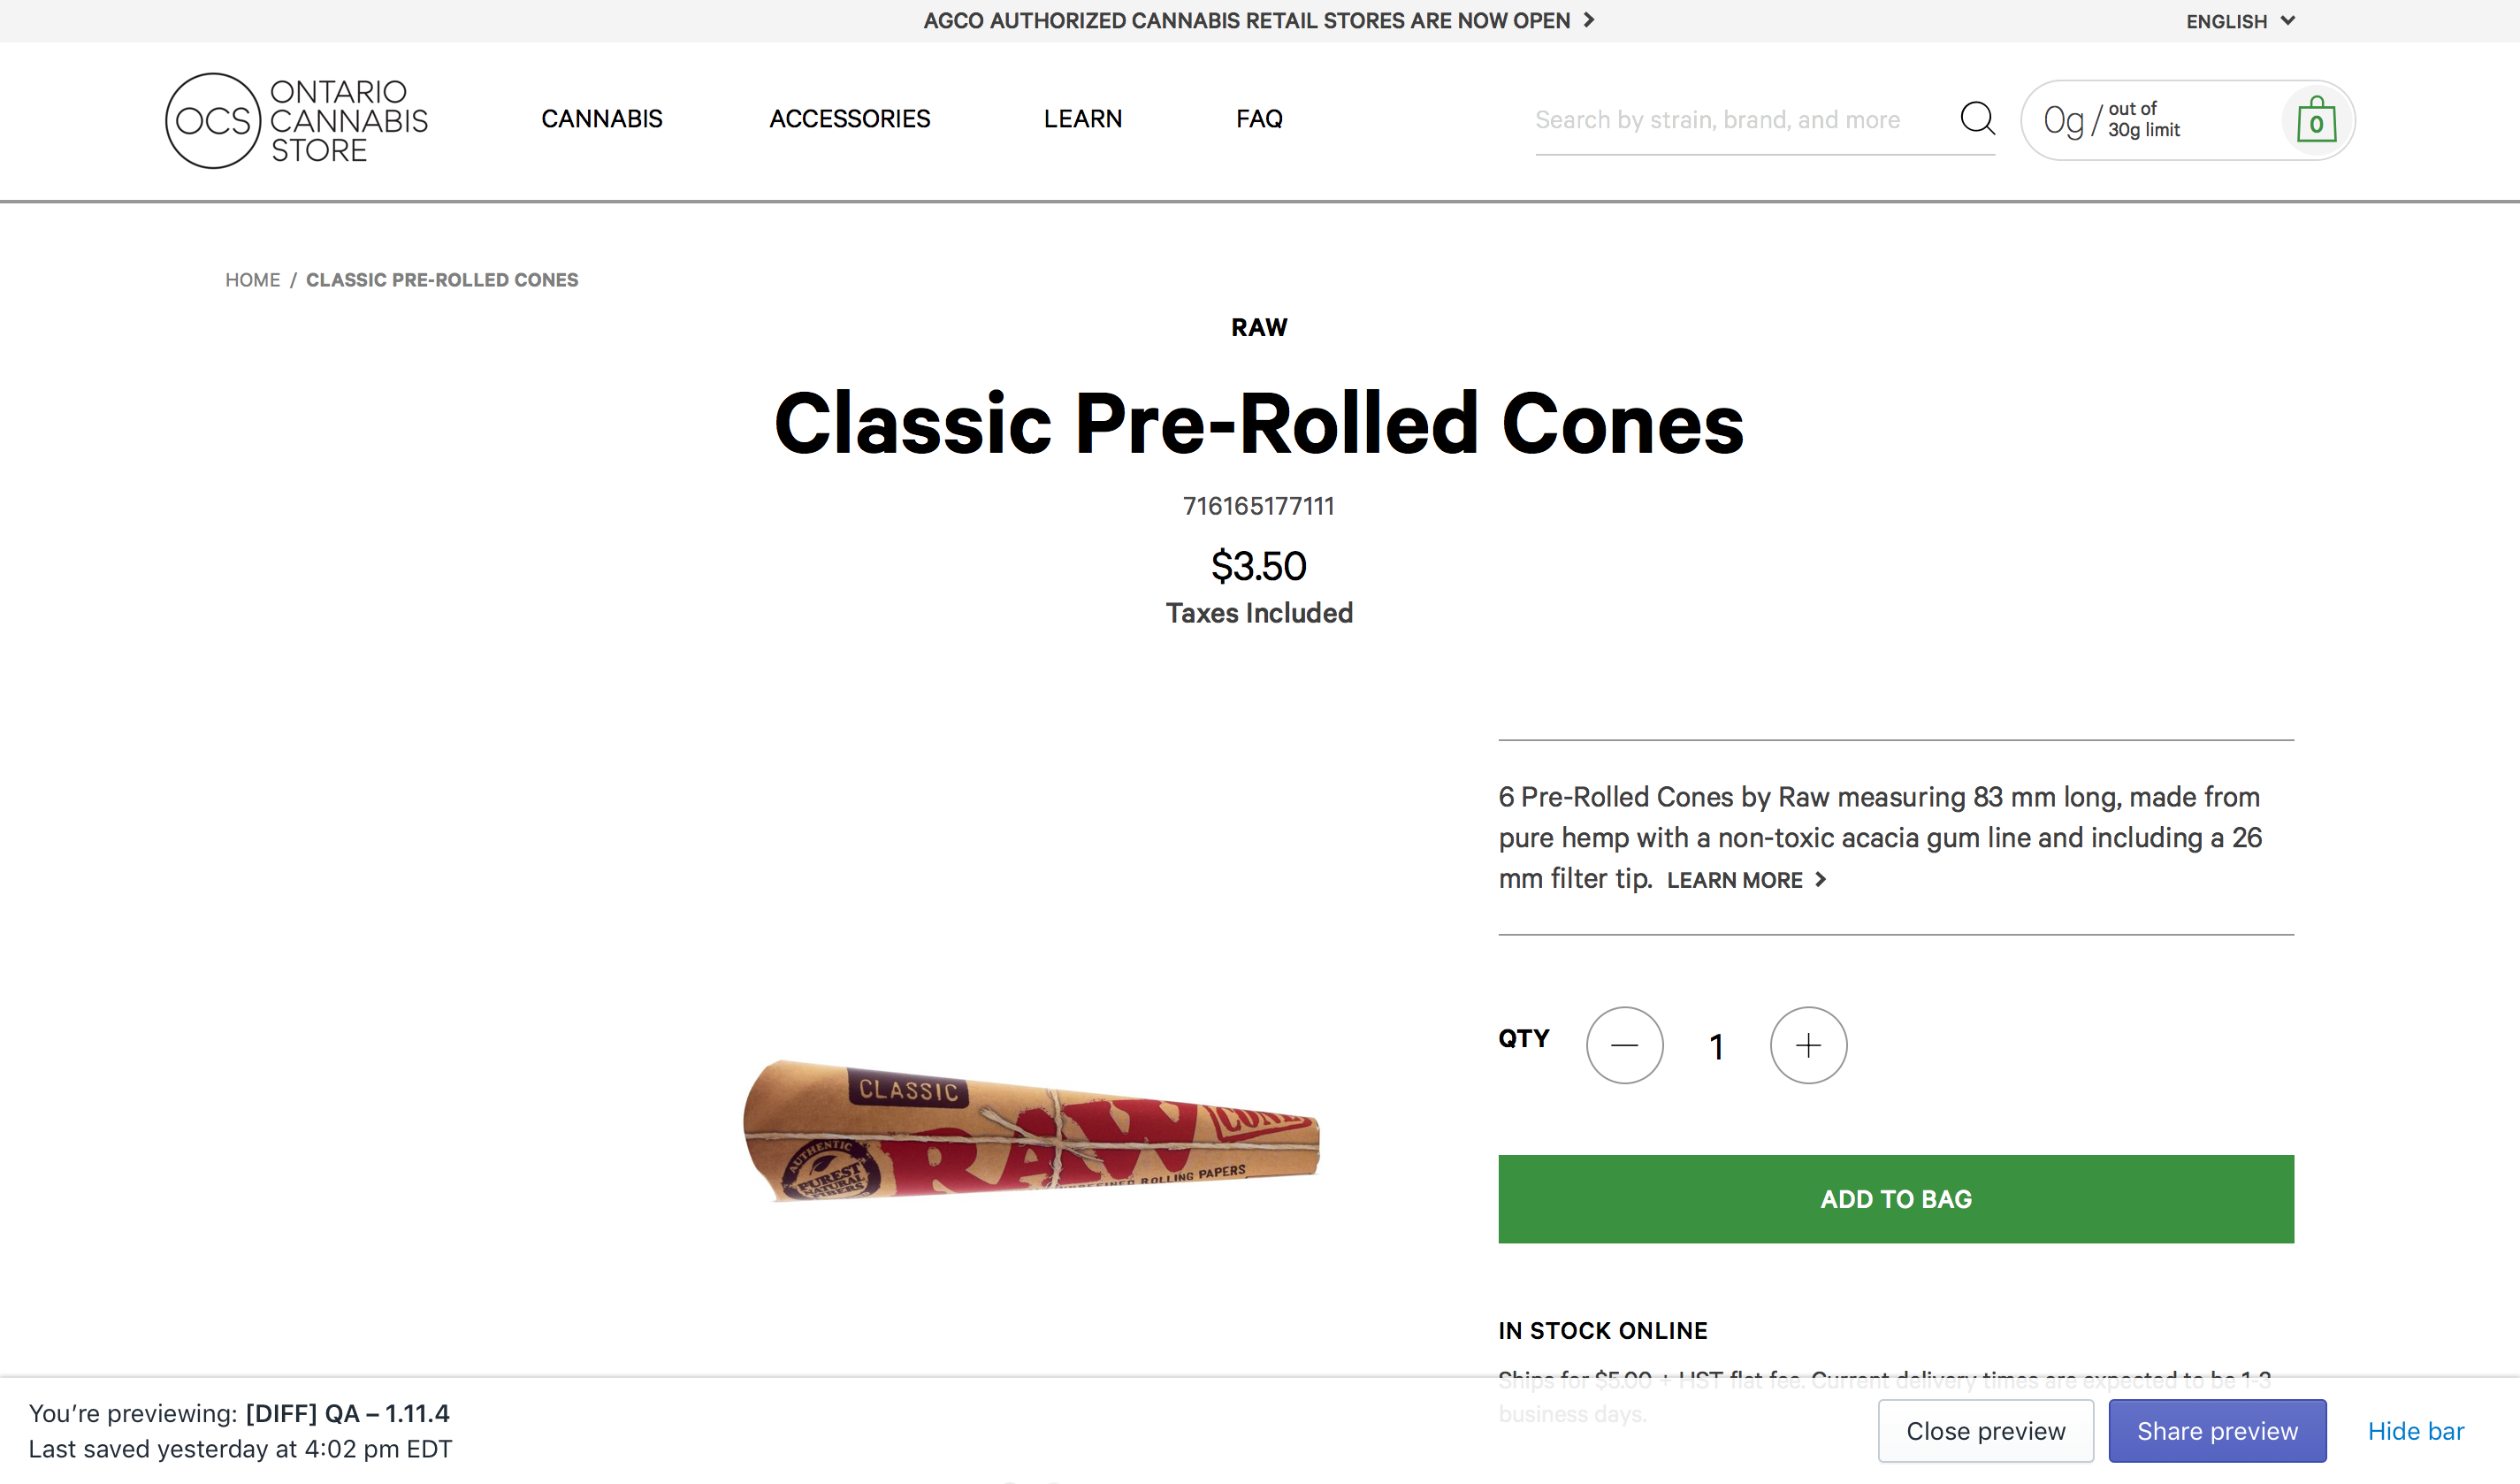 AGCO AUTHORIZED CANNABIS RETAIL STORES ARE NOW OPEN
ENGLISH
OCS
ONTARIO
CANNABIS
STORE
CANNABIS
ACCESSORIES
LEARN
FAQ
Search by strain, brand, and more
0g / out of
30g limit
0
HOME / CLASSIC PRE-ROLLED CONES
RAW
Classic Pre-Rolled Cones
716165177111
$3.50
Taxes Included
6 Pre-Rolled Cones by Raw measuring 83 mm long, made from
pure hemp with a non-toxic acacia gum line and including a 26
mm filter tip. LEARN MORE
QTY
1
CLASSIC
RAW
CONE
AUTHENTIC
PUREST
NATURAL
FIBERS
ROLLING PAPERS
ADD TO BAG
IN STOCK ONLINE
Ships for $5.00 + HST flat fee. Current delivery times are expected to be 1-3
business days.
You're previewing: [DIFF] QA – 1.11.4
Last saved yesterday at 4:02 pm EDT
Close preview
Share preview
Hide bar